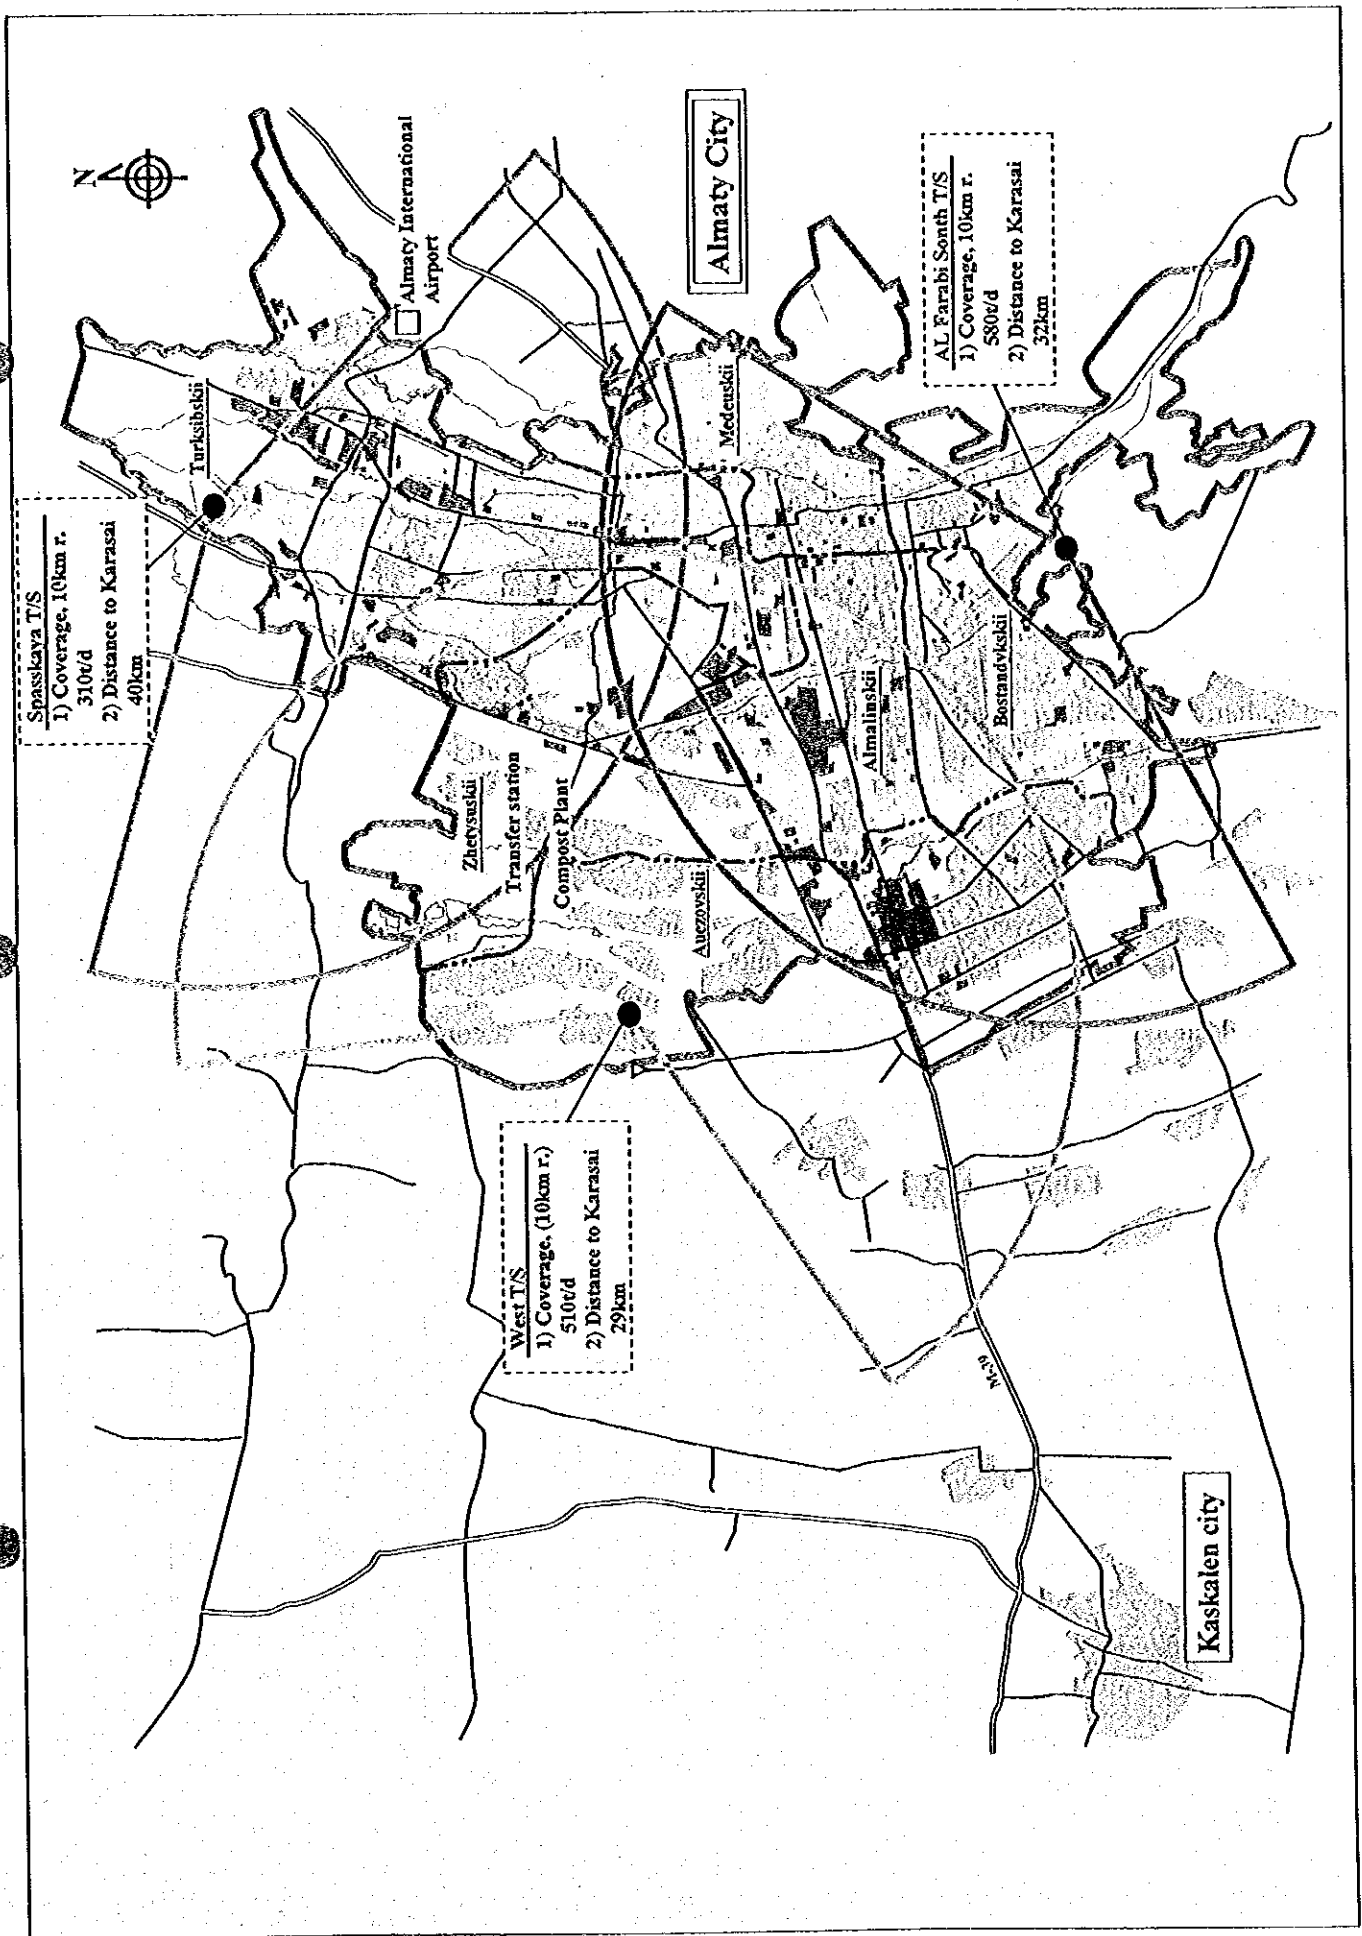 N
Spasskaya T/S
1) Coverage, 10km r.
310t/d
2) Distance to Karasai
40km
Turksibskii
Almaty International
Airport
Almaty City
Zhetysuskii
Transfer station
Compost Plant
Medeuskii
Auezovskii
Almalinskii
Bostandykskii
AL Farabi Sonth T/S
1) Coverage, 10km r.
580t/d
2) Distance to Karasai
32km
West T/S
1) Coverage, (10km r.)
510t/d
2) Distance to Karasai
29km
M-39
Kaskalen city